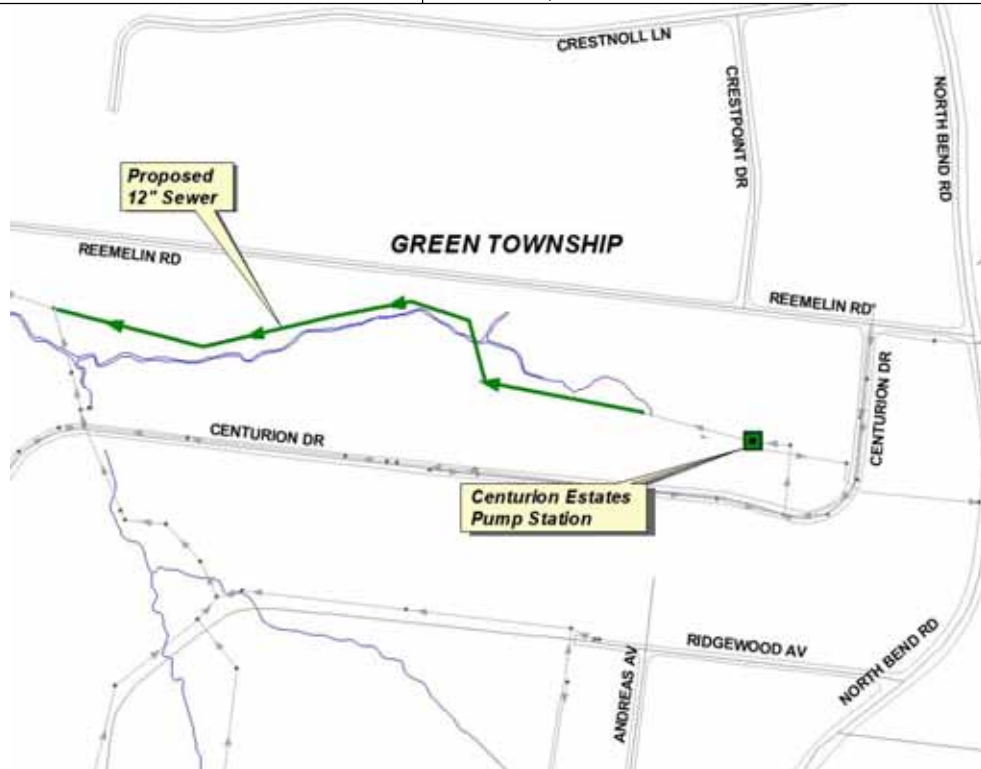 CRESTNOLL LN
CRESTPOINT DR
NORTH BEND RD
Proposed
12" Sewer
GREEN TOWNSHIP
REEMELIN RD
REEMELIN RD
CENTURION DR
CENTURION DR
Centurion Estates
Pump Station
RIDGEWOOD AV
ANDREAS AV
NORTH BEND RD